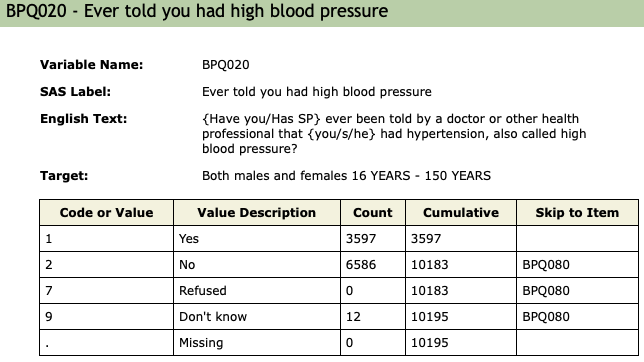 BPQ020 - Ever told you had high blood pressure
Variable Name: BPQ020
SAS Label: Ever told you had high blood pressure
English Text: {Have you/Has SP} ever been told by a doctor or other health
professional that {you/s/he} had hypertension, also called high
blood pressure?
Target: Both males and females 16 YEARS - 150 YEARS
Code or Value Value Description Count Cumulative Skip to Item
1 Yes 3597 3597
2 No 6586 10183 BPQ080
7 Refused 0 10183 BPQ080
9 Don't know 12 10195 BPQ080
. Missing 0 10195